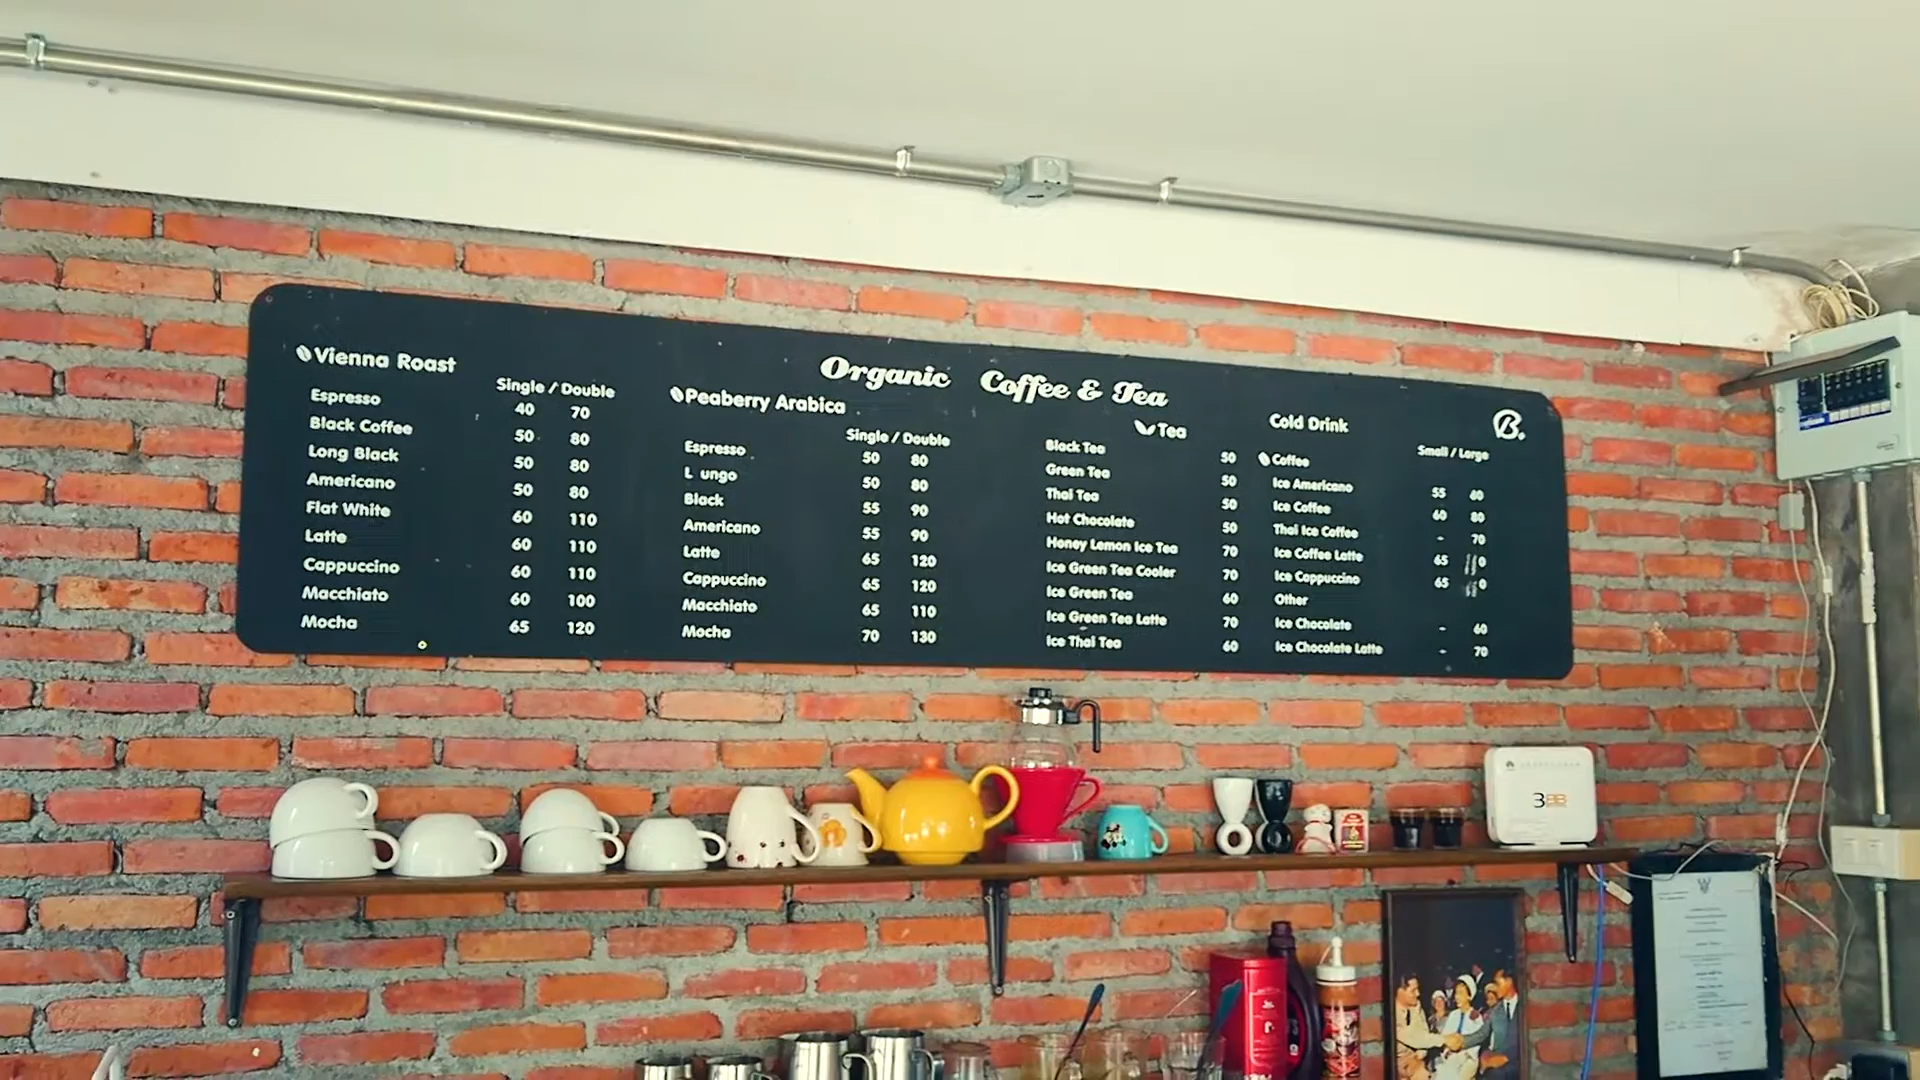 Organic Coffee & Tea
B.
Vienna Roast
Single / Double
Espresso 40 70
Black Coffee 50 80
Long Black 50 80
Americano 50 80
Flat White 60 110
Latte 60 110
Cappuccino 60 110
Macchiato 60 100
Mocha 65 120
Peaberry Arabica
Single / Double
Espresso 50 80
L ungo 50 80
Black 55 90
Americano 55 90
Latte 65 120
Cappuccino 65 120
Macchiato 65 110
Mocha 70 130
Tea
Black Tea 50
Green Tea 50
Thai Tea 50
Hot Chocolate 50
Honey Lemon Ice Tea 70
Ice Green Tea Cooler 70
Ice Green Tea 60
Ice Green Tea Latte 70
Ice Thai Tea 60
Cold Drink
Small / Large
Coffee
Ice Americano 55
Ice Coffee 60 80
Thai Ice Coffee - 70
Ice Coffee Latte 65 0
Ice Cappuccino 65 0
Other
Ice Chocolate - 60
Ice Chocolate Latte - 70
3BB